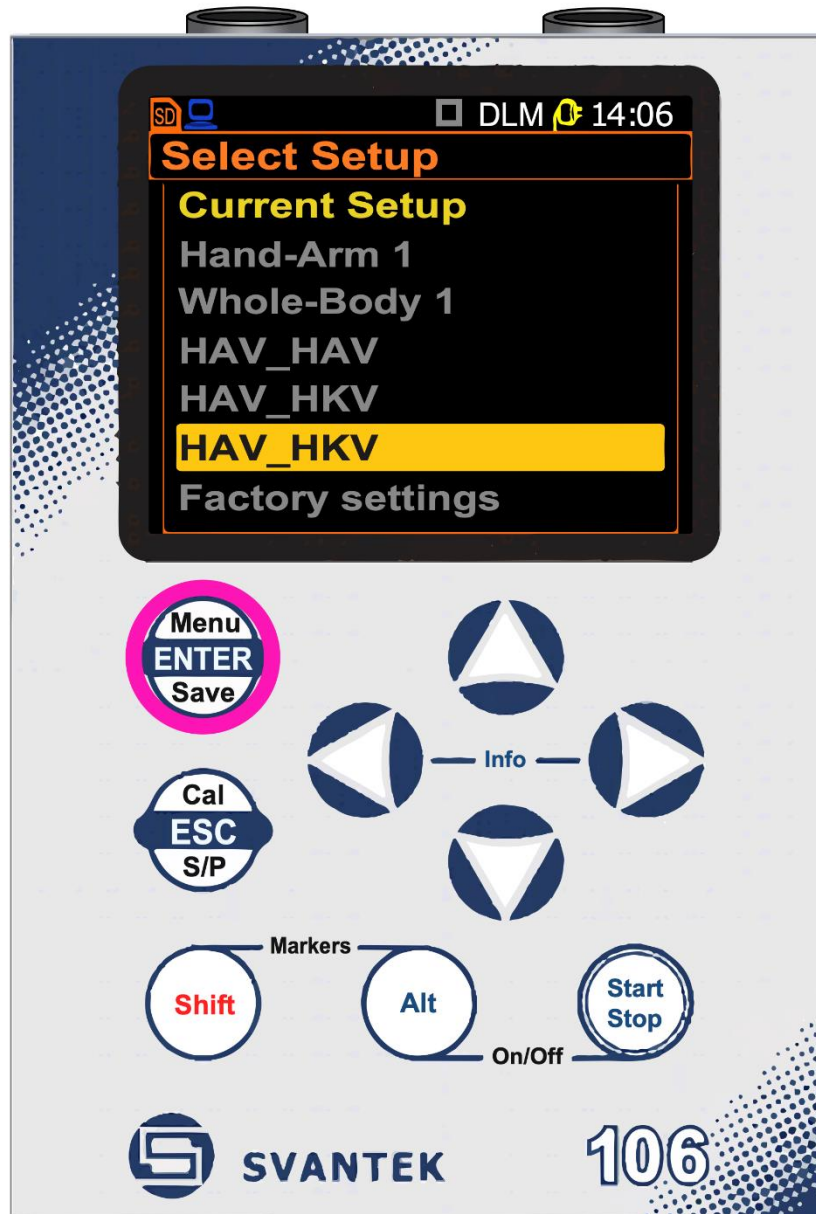 SD DLM 14:06
Select Setup
Current Setup
Hand-Arm 1
Whole-Body 1
HAV_HAV
HAV_HKV
HAV_HKV
Factory settings
Menu
ENTER
Save
Info
Cal
ESC
S/P
Markers
Shift
Alt
Start
Stop
On/Off
SVANTEK
106